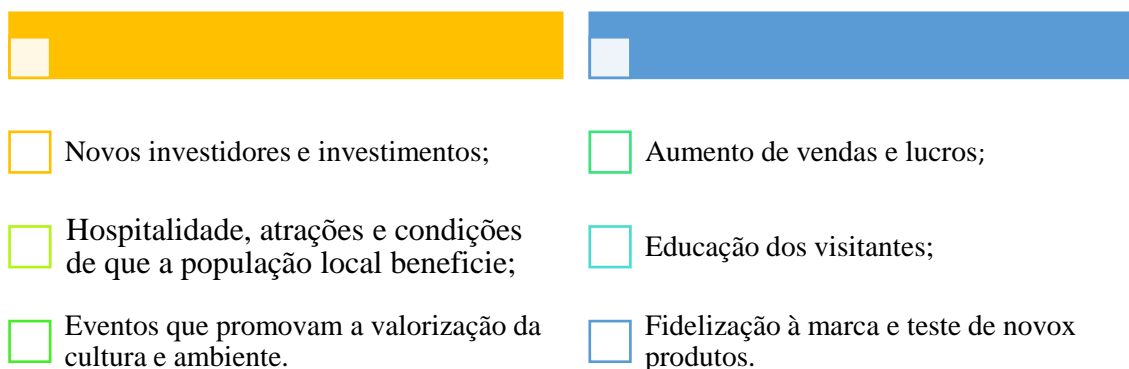 Novos investidores e investimentos;
Hospitalidade, atrações e condições
de que a população local beneficie;
Eventos que promovam a valorização da
cultura e ambiente.
Aumento de vendas e lucros;
Educação dos visitantes;
Fidelização à marca e teste de novox
produtos.